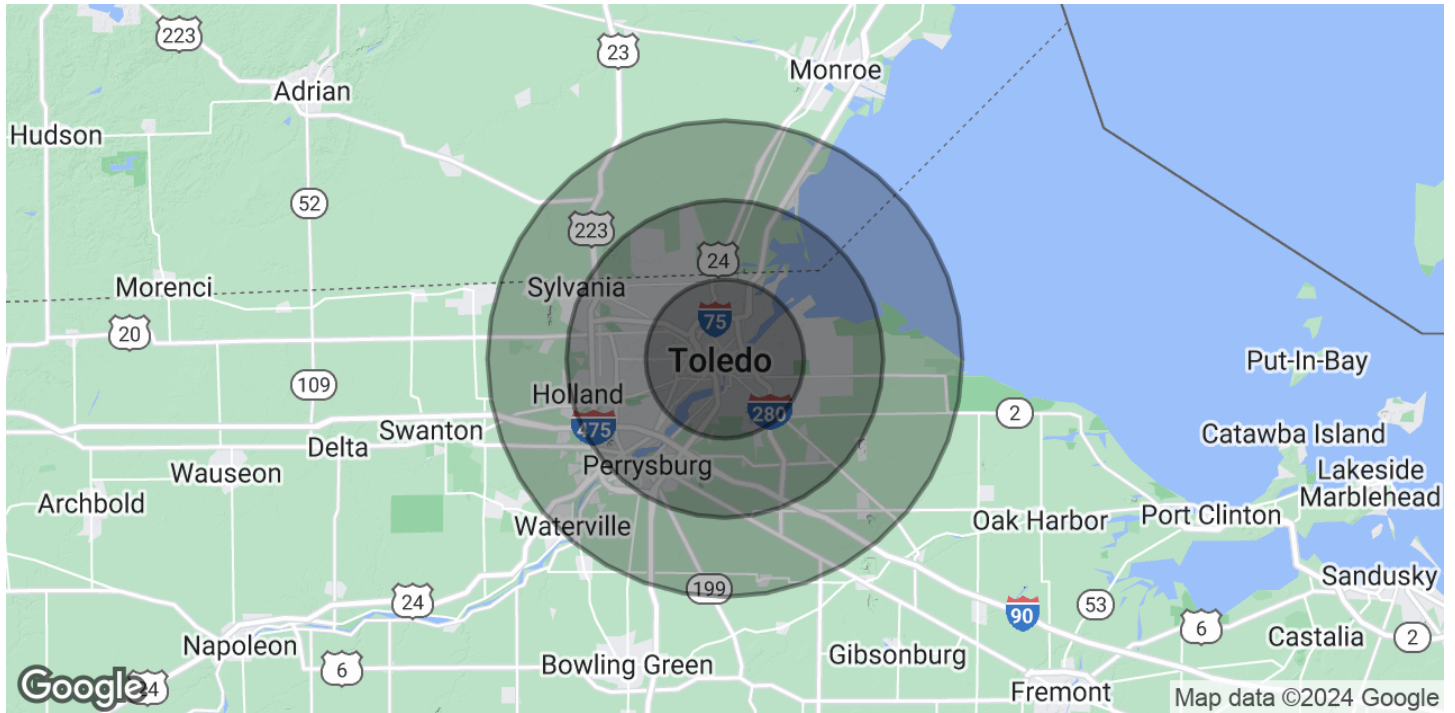 223
23
Monroe
Adrian
Hudson
52
223
24
Morenci
Sylvania
75
20
Toledo
Put-In-Bay
109
Holland
280
2
475
Swanton
Delta
Catawba Island
Wauseon
Perrysburg
Lakeside
Marblehead
Archbold
Waterville
Oak Harbor
Port Clinton
Sandusky
199
24
90
53
6
Castalia
2
Napoleon
6
Bowling Green
Gibsonburg
Fremont
Google
24
Map data ©2024 Google